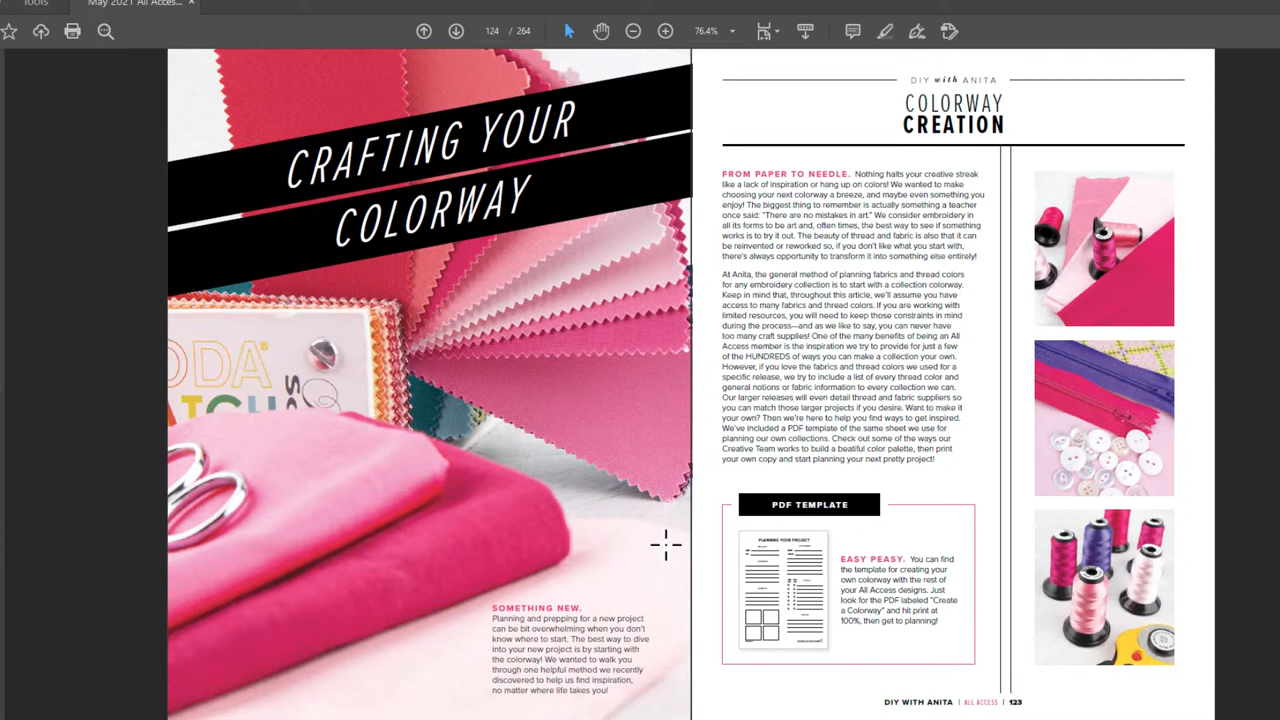 Tools
May 2021 All Acces... ×
124 / 264
76.4%
CRAFTING YOUR
COLORWAY
ODA
SOMETHING NEW.
Planning and prepping for a new project
can be bit overwhelming when you don't
know where to start. The best way to dive
into your new project is by starting with
the colorway! We wanted to walk you
through one helpful method we recently
discovered to help us find inspiration,
no matter where life takes you!
DIY with ANITA
COLORWAY
CREATION
FROM PAPER TO NEEDLE. Nothing halts your creative streak
like a lack of inspiration or hang up on colors! We wanted to make
choosing your next colorway a breeze, and maybe even something you
enjoy! The biggest thing to remember is actually something a teacher
once said: "There are no mistakes in art." We consider embroidery in
all its forms to be art and, often times, the best way to see if something
works is to try it out. The beauty of thread and fabric is also that it can
be reinvented or reworked so, if you don't like what you start with,
there's always opportunity to transform it into something else entirely!
At Anita, the general method of planning fabrics and thread colors
for any embroidery collection is to start with a collection colorway.
Keep in mind that, throughout this article, we'll assume you have
access to many fabrics and thread colors. If you are working with
limited resources, you will need to keep those constraints in mind
during the process—and as we like to say, you can never have
too many craft supplies! One of the many benefits of being an All
Access member is the inspiration we try to provide for just a few
of the HUNDREDS of ways you can make a collection your own.
However, if you love the fabrics and thread colors we used for a
specific release, we try to include a list of every thread color and
general notions or fabric information to every collection we can.
Our larger releases will even detail thread and fabric suppliers so
you can match those larger projects if you desire. Want to make it
your own? Then we're here to help you find ways to get inspired.
We've included a PDF template of the same sheet we use for
planning our own collections. Check out some of the ways our
Creative Team works to build a beatiful color palette, then print
your own copy and start planning your next pretty project!
PDF TEMPLATE
PLANNING YOUR PROJECT
EASY PEASY. You can find
the template for creating your
own colorway with the rest of
your All Access designs. Just
look for the PDF labeled "Create
a Colorway" and hit print at
100%, then get to planning!
DIY WITH ANITA | ALL ACCESS | 123